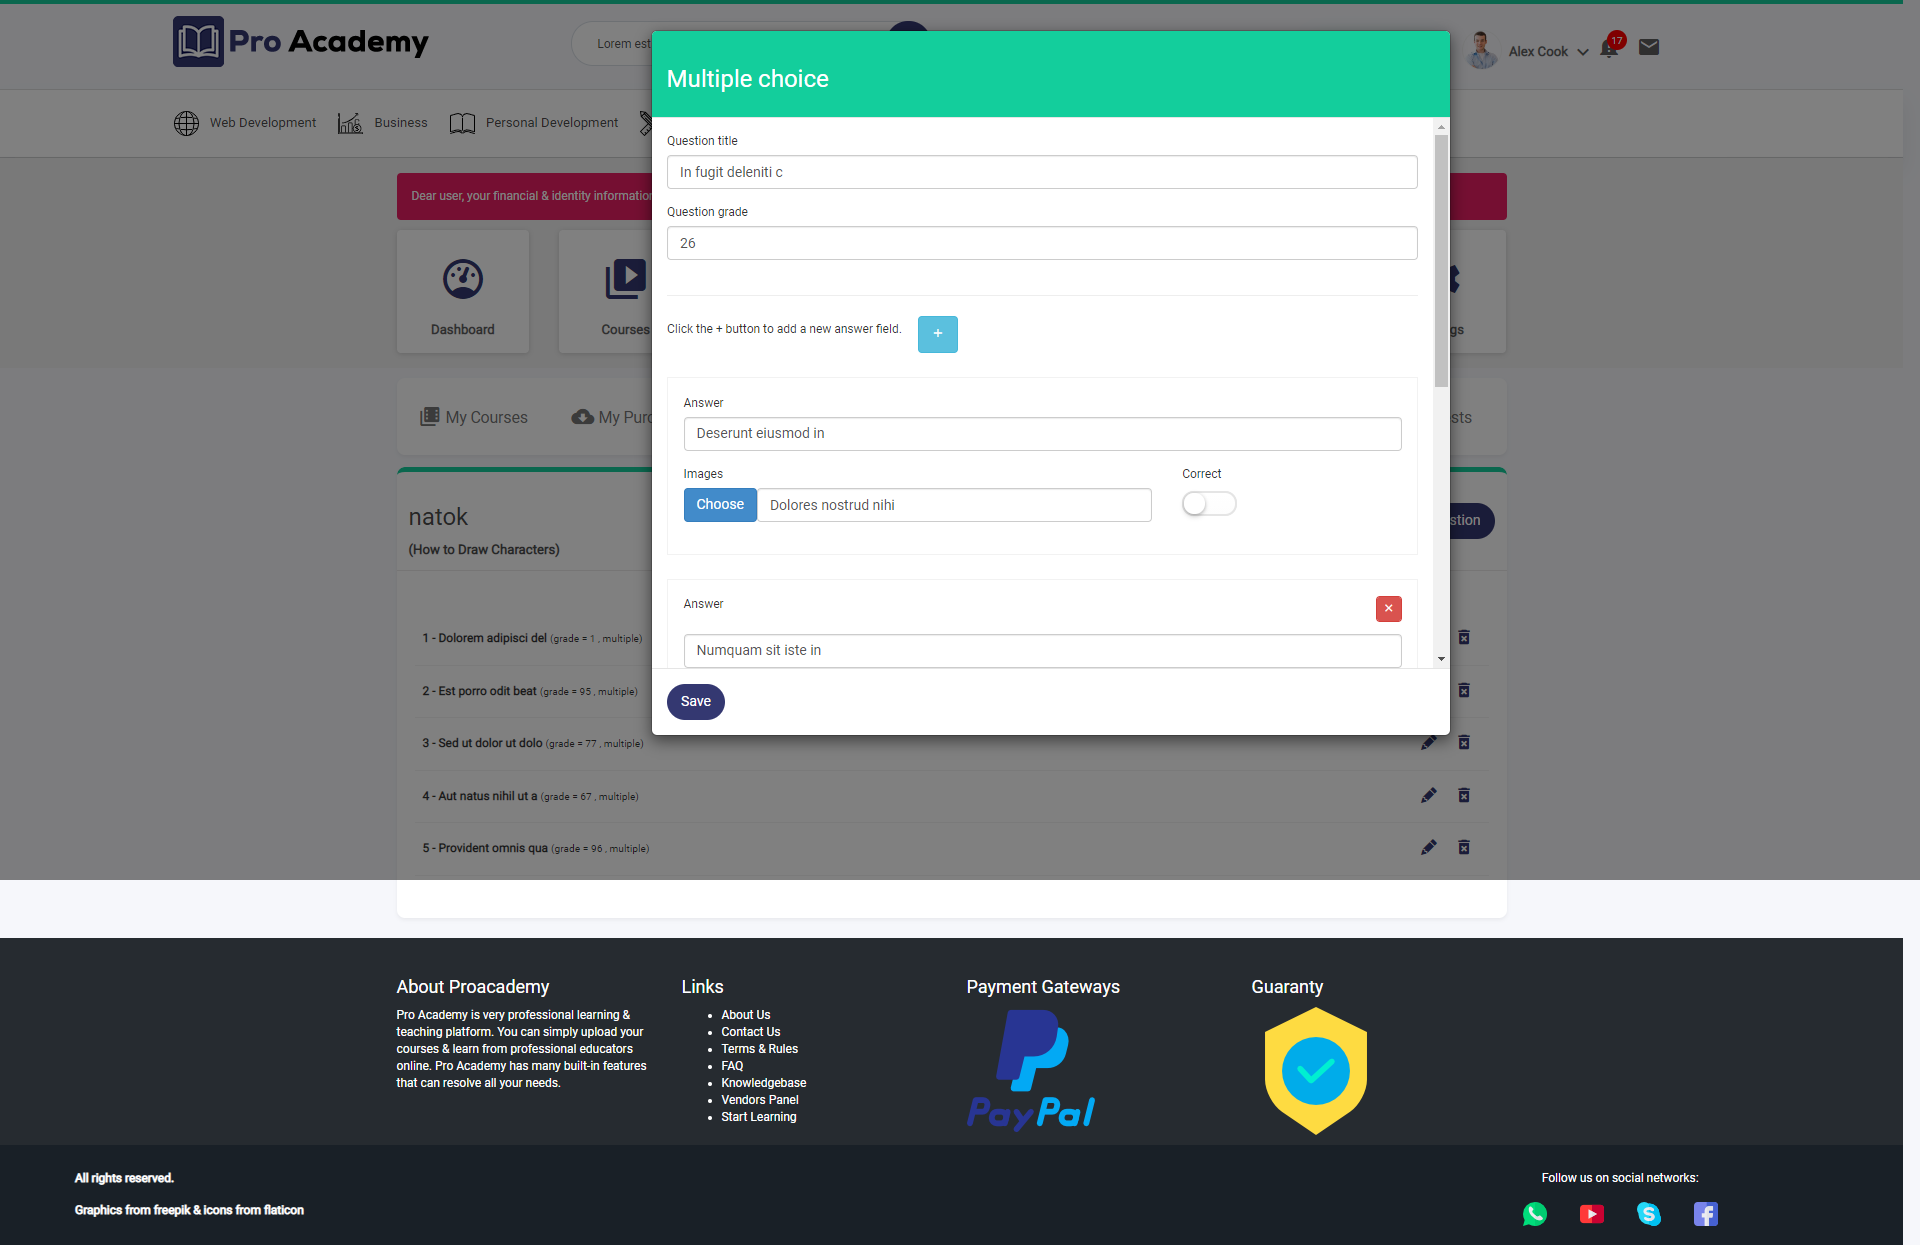 Pro Academy
Lorem est
Alex Cook
17
Web Development
Business
Personal Development
Dear user, your financial & identity information
Dashboard
Courses
gs
My Courses
My Purc
sts
natok
(How to Draw Characters)
stion
1 - Dolorem adipisci del (grade = 1 , multiple)
2 - Est porro odit beat (grade = 95 , multiple)
3 - Sed ut dolor ut dolo (grade = 77 , multiple)
4 - Aut natus nihil ut a (grade = 67 , multiple)
5 - Provident omnis qua (grade = 96 , multiple)
Multiple choice
Question title
In fugit deleniti c
Question grade
26
Click the + button to add a new answer field.
+
Answer
Deserunt eiusmod in
Images
Correct
Choose
Dolores nostrud nihi
Answer
×
Numquam sit iste in
Save
About Proacademy
Pro Academy is very professional learning &
teaching platform. You can simply upload your
courses & learn from professional educators
online. Pro Academy has many built-in features
that can resolve all your needs.
Links
About Us
Contact Us
Terms & Rules
FAQ
Knowledgebase
Vendors Panel
Start Learning
Payment Gateways
PayPal
Guaranty
All rights reserved.
Graphics from freepik & icons from flaticon
Follow us on social networks: